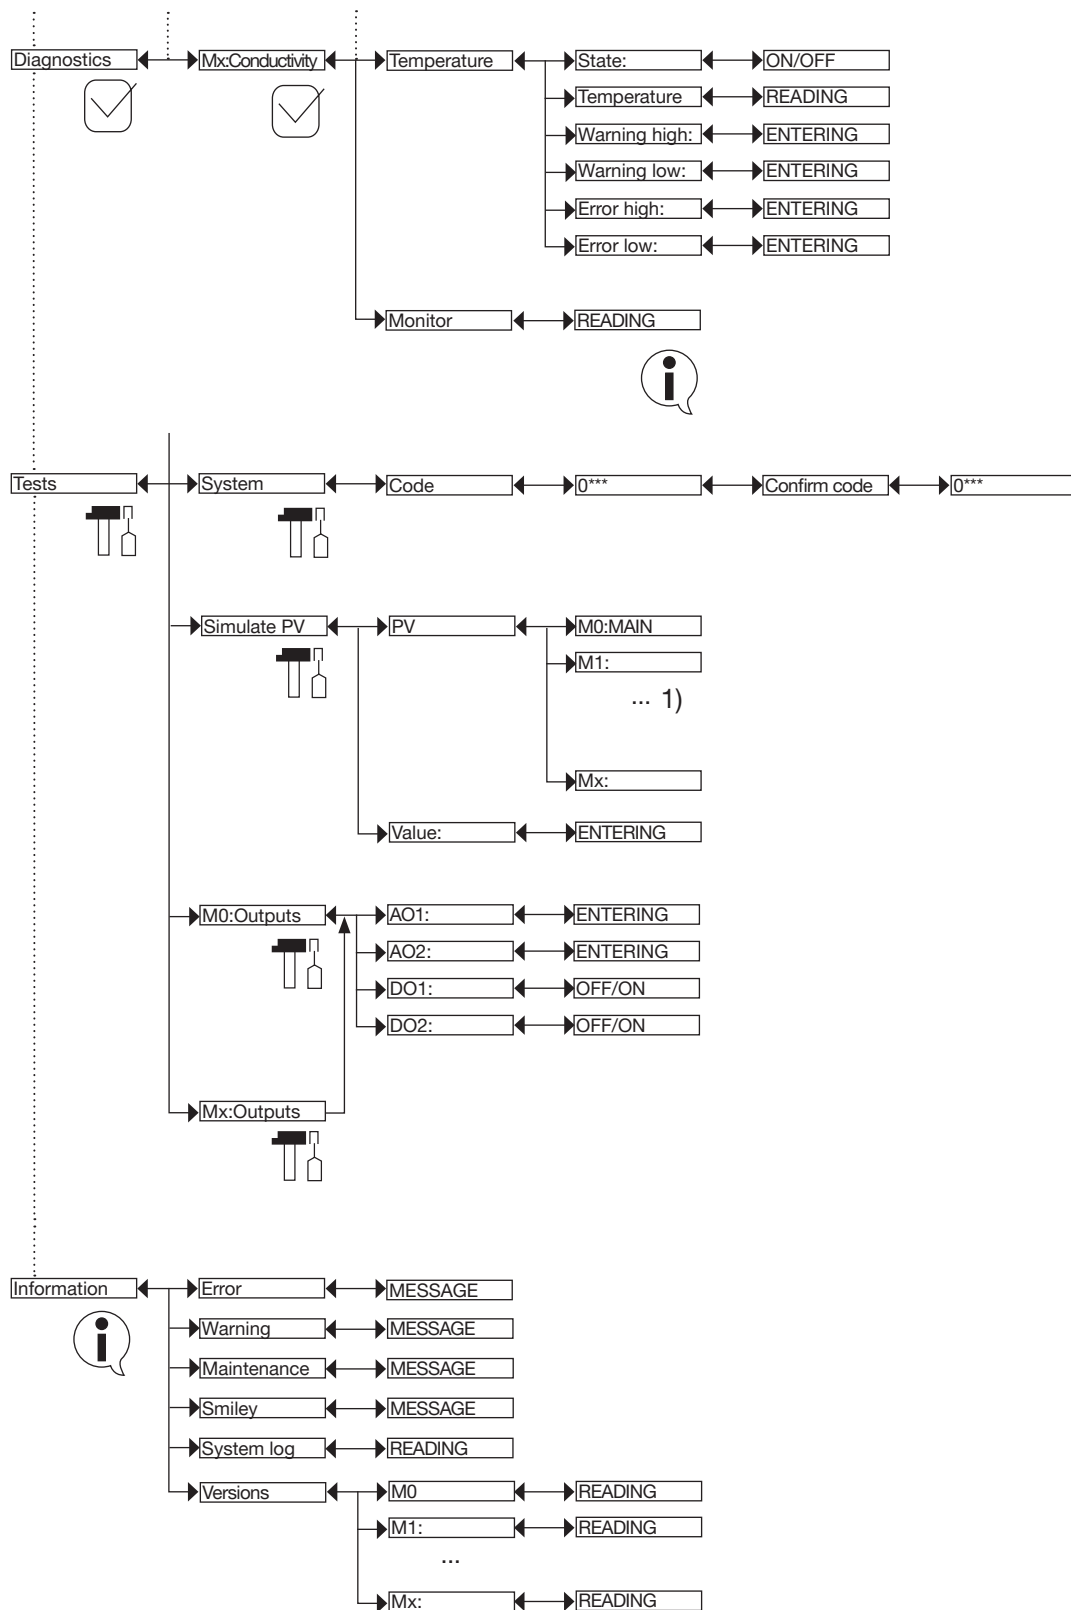 Diagnostics Mx:Conductivity Temperature State: ON/OFF
Temperature READING
Warning high: ENTERING
Warning low: ENTERING
Error high: ENTERING
Error low: ENTERING
Monitor READING
Tests System Code 0*** Confirm code 0***
Simulate PV PV M0:MAIN
M1:
... 1)
Mx:
Value: ENTERING
M0:Outputs AO1: ENTERING
AO2: ENTERING
DO1: OFF/ON
DO2: OFF/ON
Mx:Outputs
Information Error MESSAGE
Warning MESSAGE
Maintenance MESSAGE
Smiley MESSAGE
System log READING
Versions M0 READING
M1: READING
...
Mx: READING